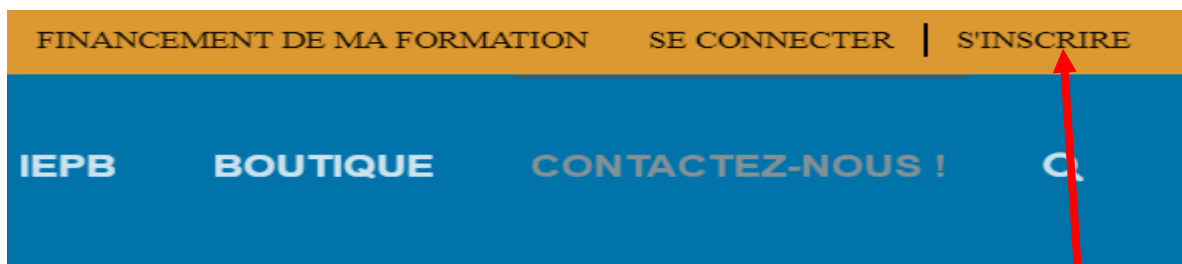 FINANCEMENT DE MA FORMATION SE CONNECTER | S'INSCRIRE
IEPB BOUTIQUE CONTACTEZ-NOUS !